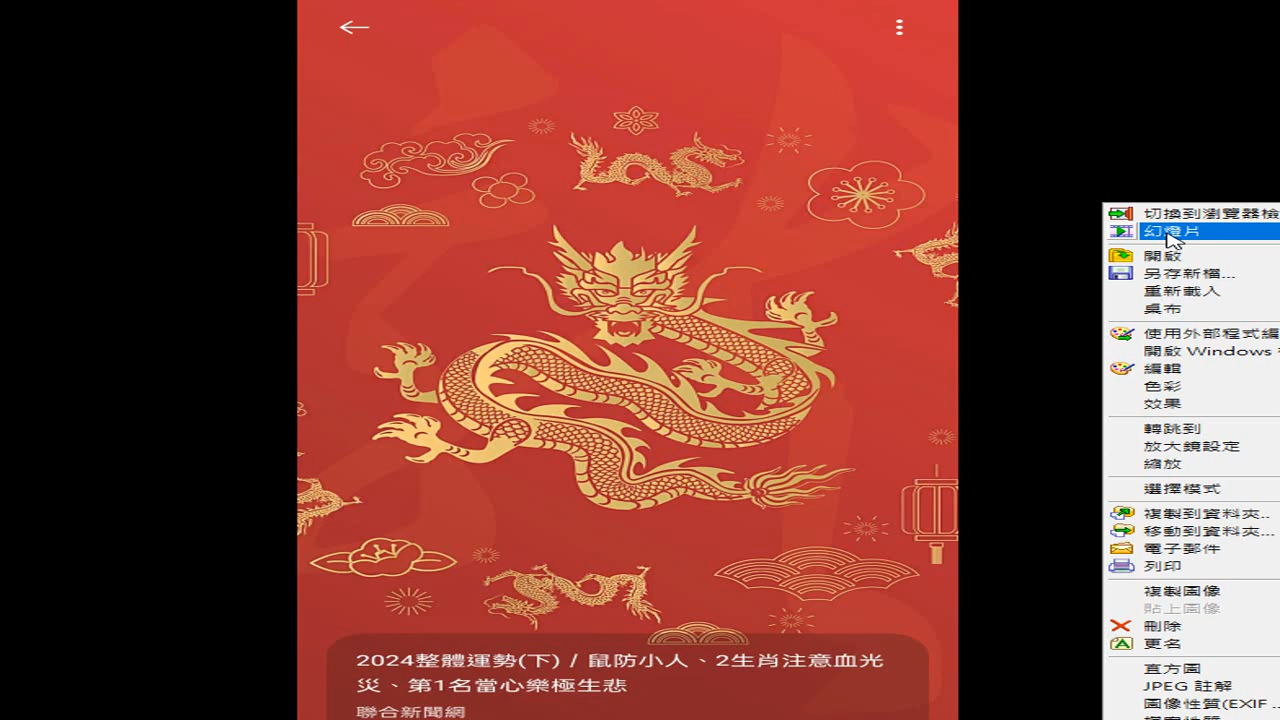 2024整體運勢(下) / 鼠防小人、2生肖注意血光
災、第1名當心樂極生悲
聯合新聞網
切換到瀏覽器檢
幻燈片
開啟
另存新檔...
重新載入
桌布
使用外部程式編
開啟 Windows
編輯
色彩
效果
轉跳到
放大鏡設定
縮放
選擇模式
複製到資料夾..
移動到資料夾...
電子郵件
列印
複製圖像
貼上圖像
刪除
更名
直方圖
JPEG 註解
圖像性質(EXIF ..